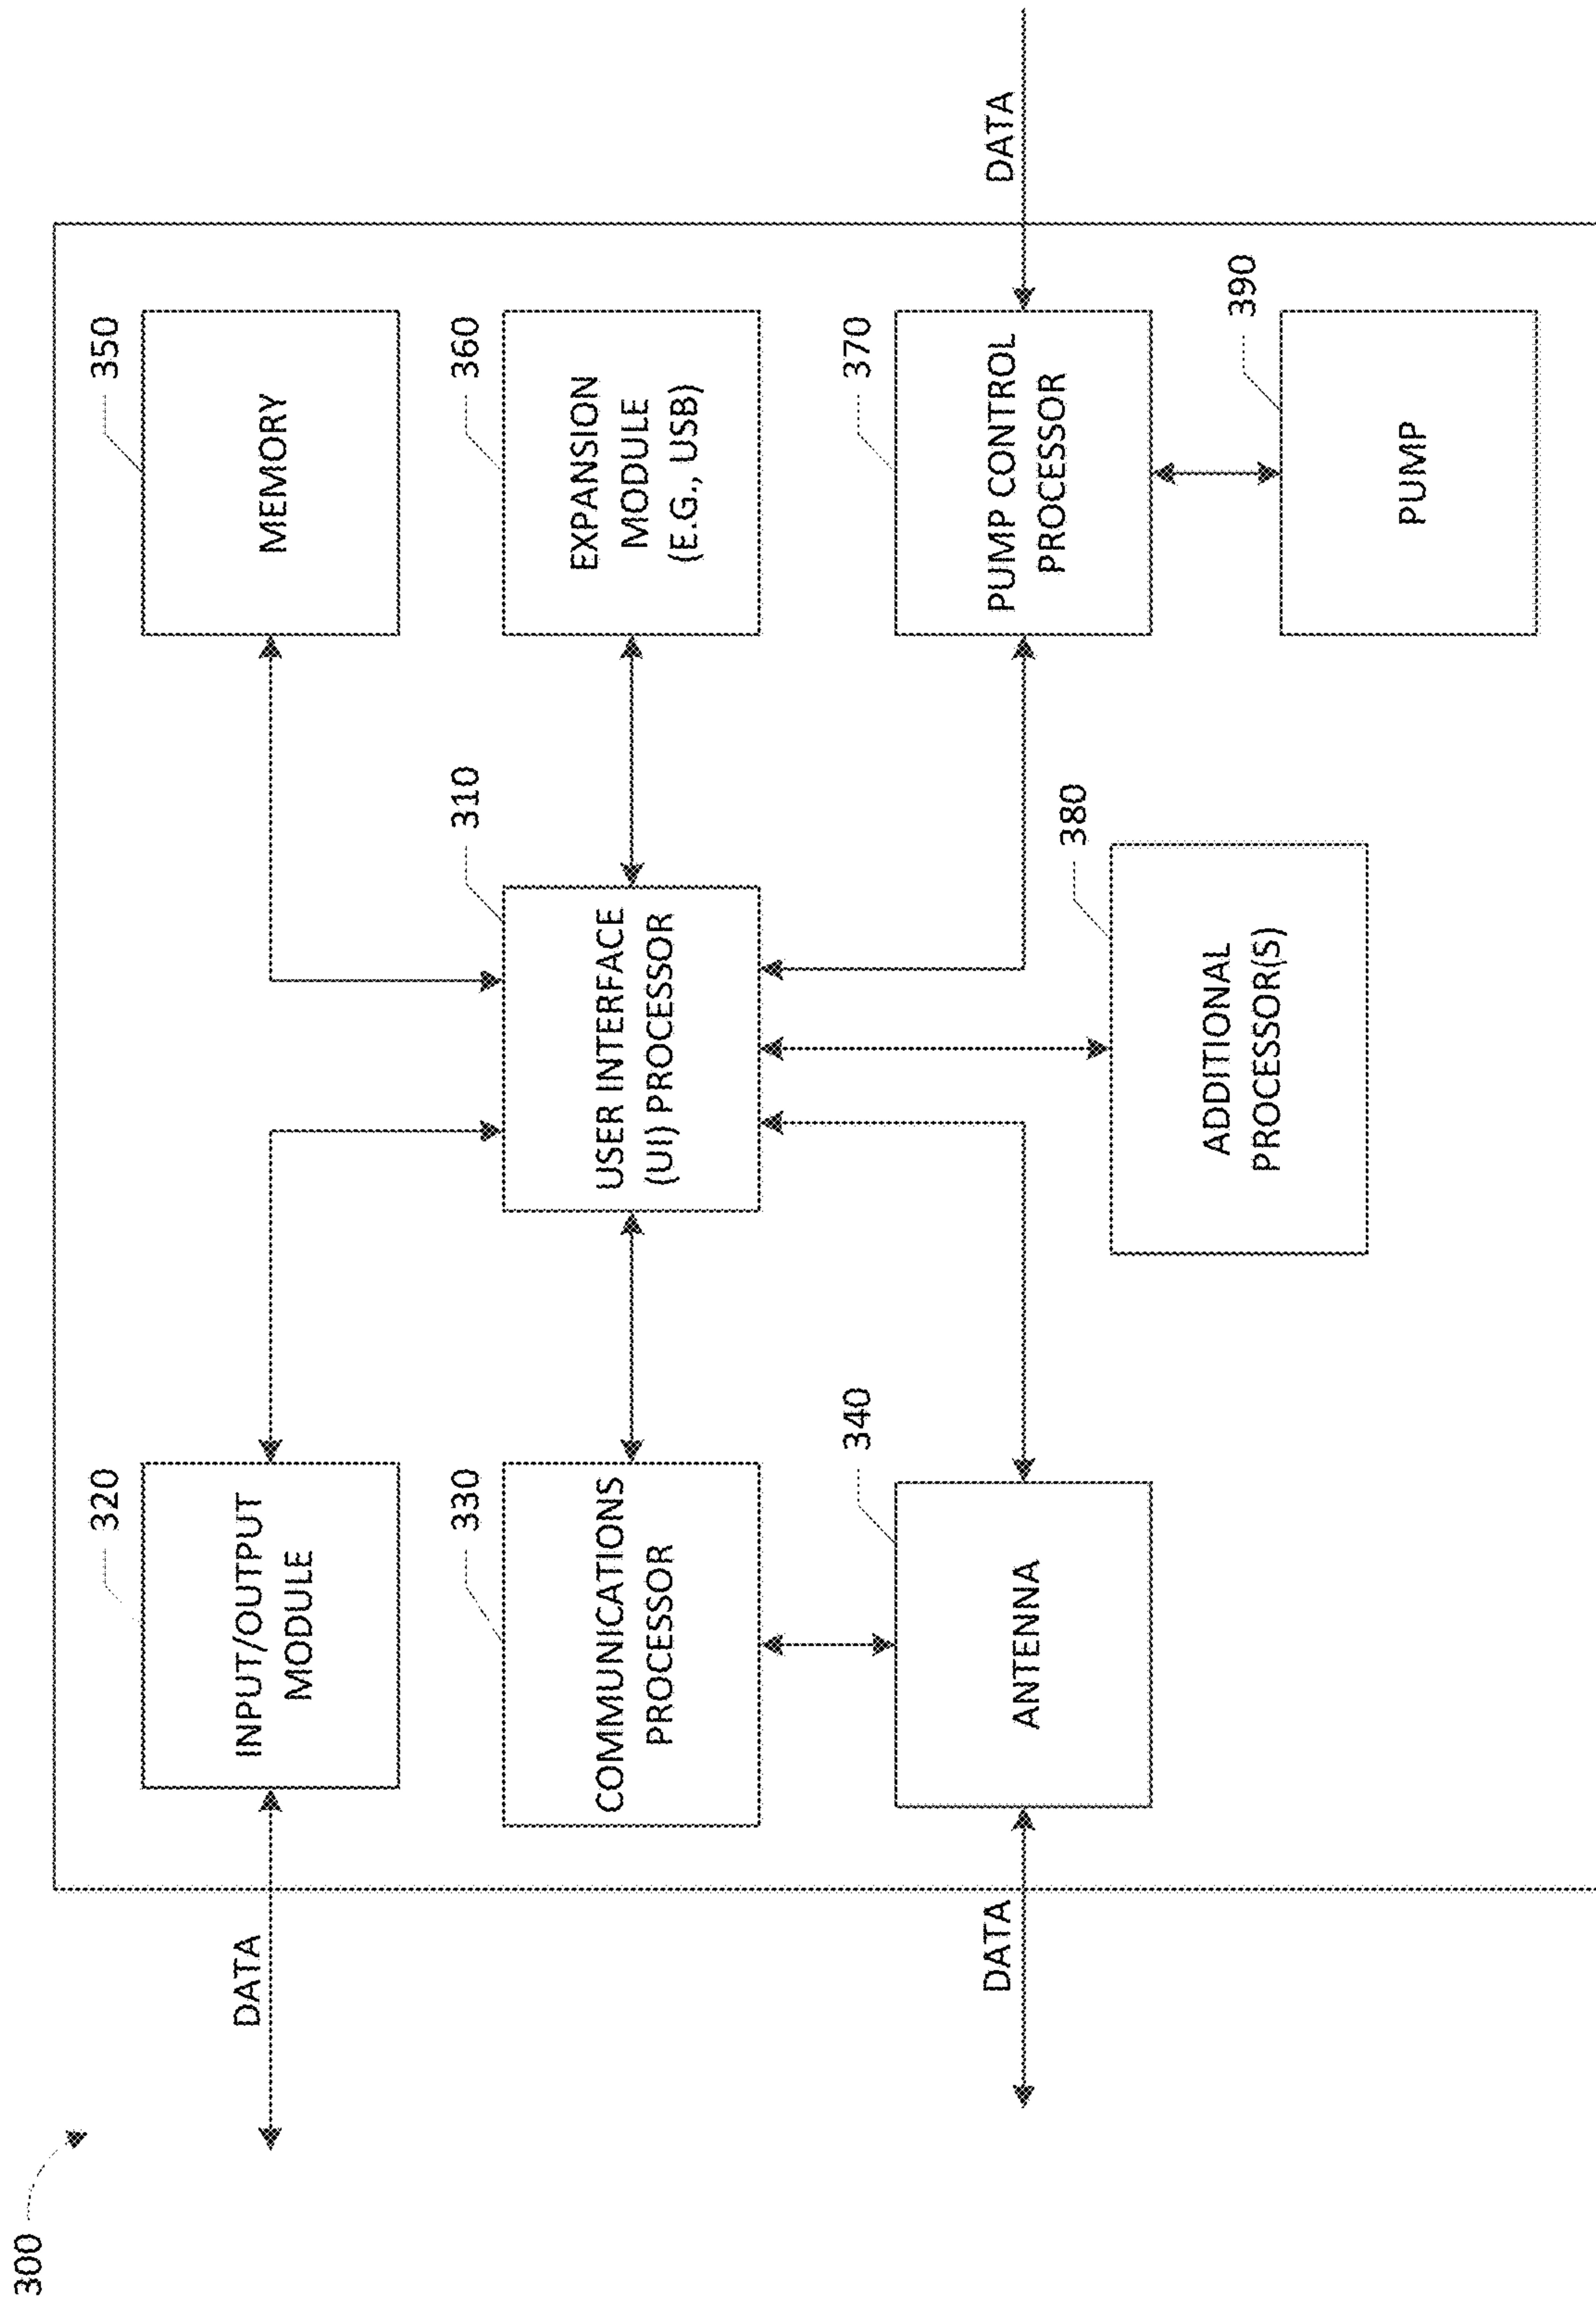 300
DATA
320
INPUT/OUTPUT
MODULE
350
MEMORY
330
COMMUNICATIONS
PROCESSOR
310
USER INTERFACE
(UI) PROCESSOR
360
EXPANSION
MODULE
(E.G., USB)
DATA
340
ANTENNA
370
PUMP CONTROL
PROCESSOR
DATA
380
ADDITIONAL
PROCESSOR(S)
390
PUMP